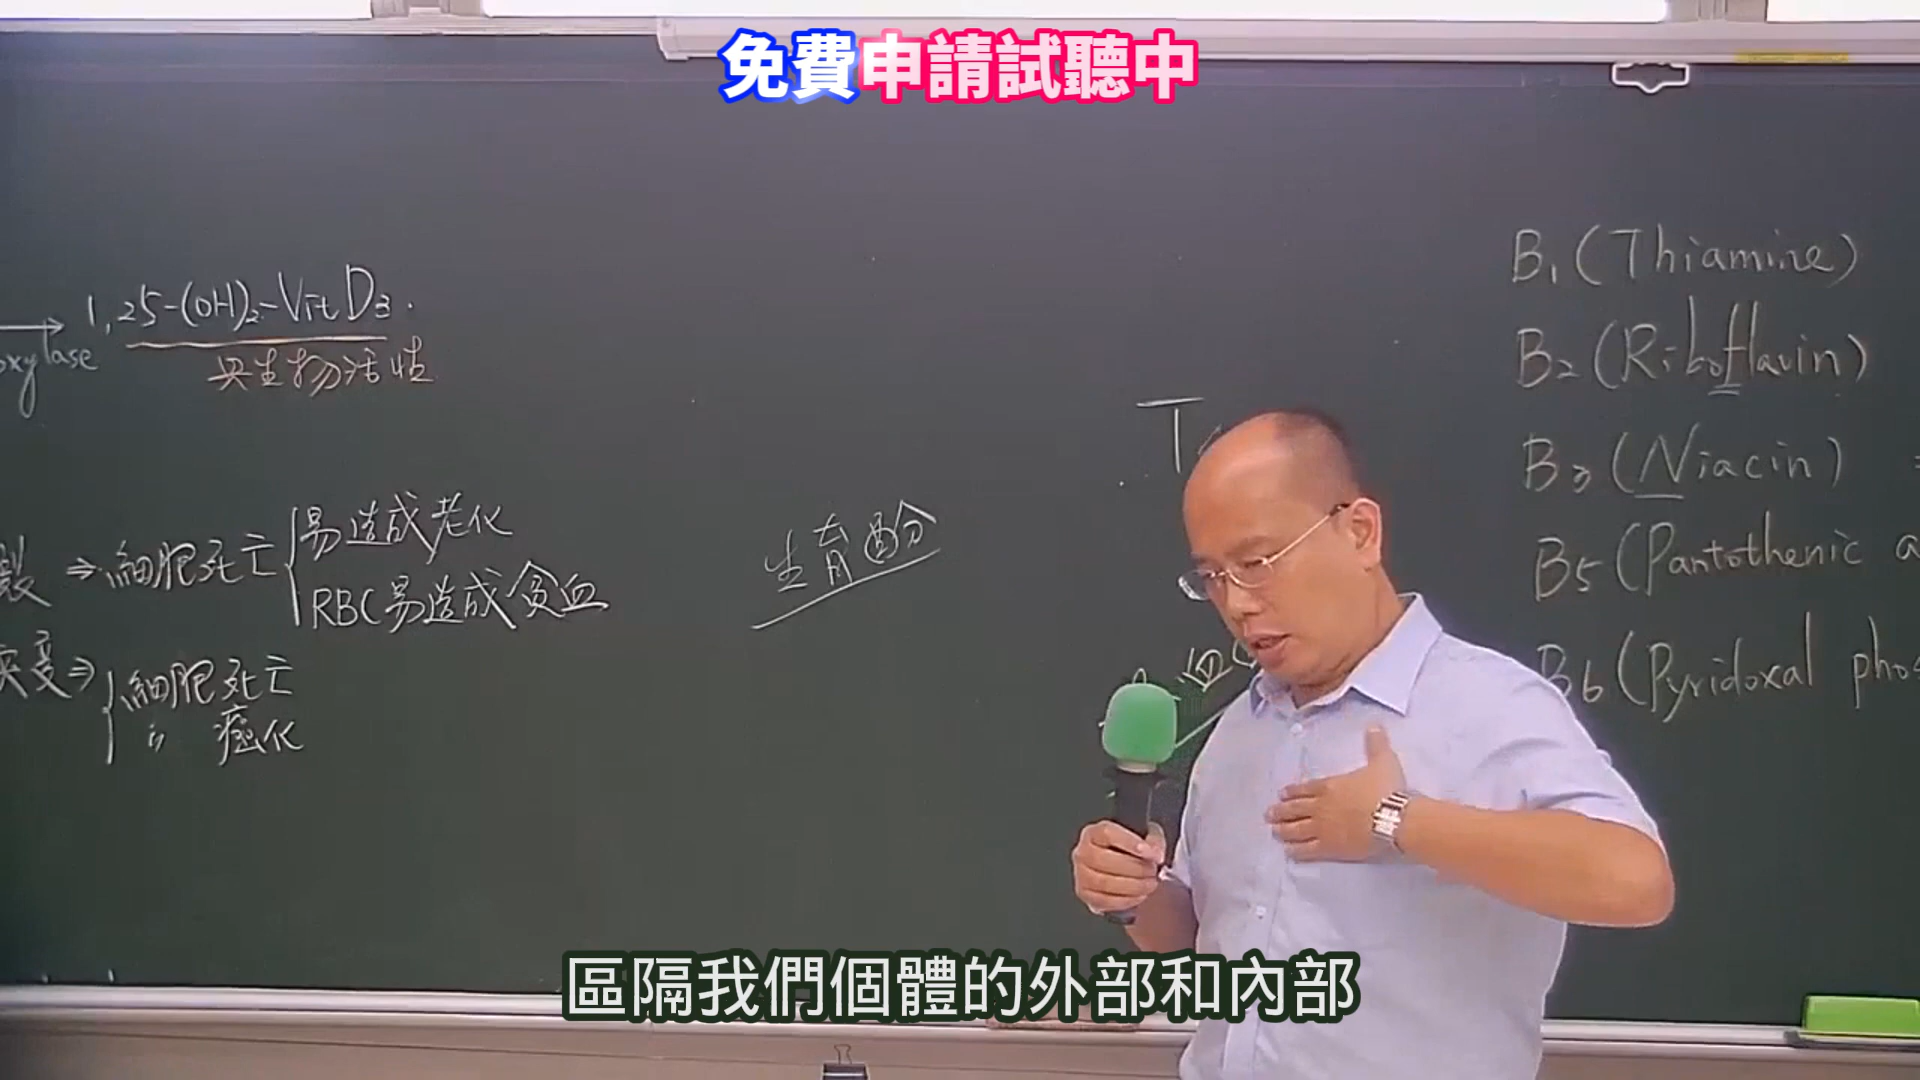 免費申請試聽中
1,25-(OH)2-Vit D3.
oxylase
具生物活性
⇒細胞死亡
易造成老化
RBC易造成貧血
⇒
細胞死亡
〃 癌化
生育酚
T
血
B1(Thiamine)
B2(Riboflavin)
B3(Niacin)
B5(Pantothenic a
B6(Pyridoxal phos
區隔我們個體的外部和內部